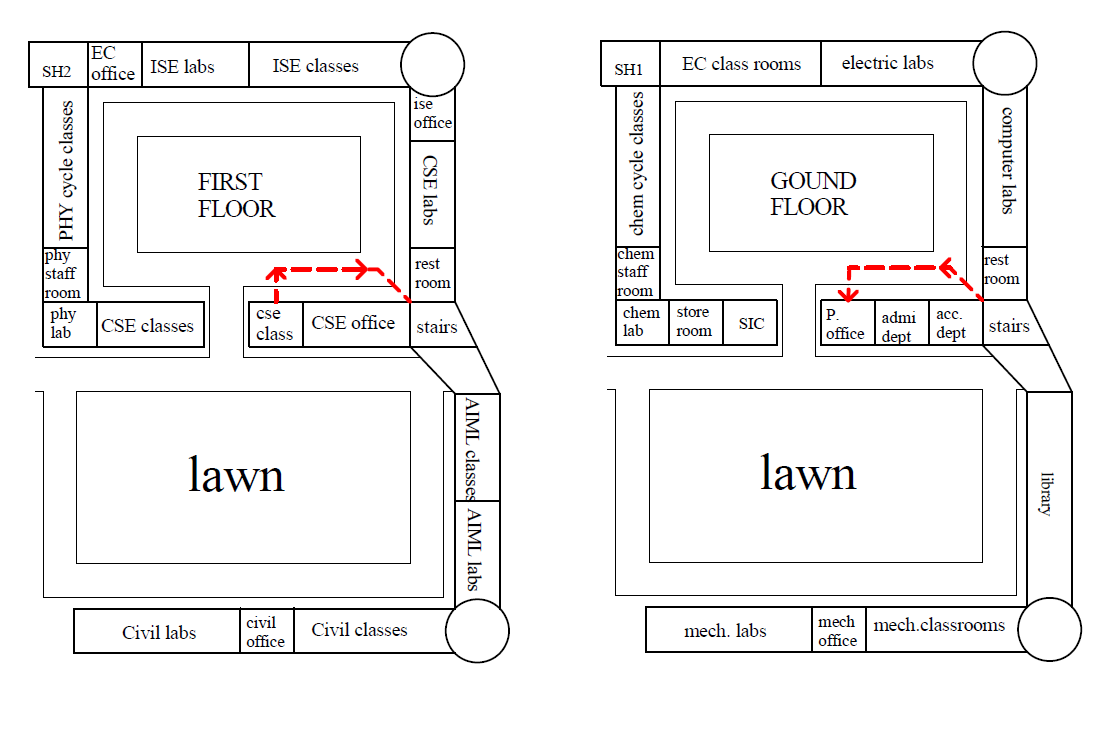 SH2
EC
office
ISE labs
ISE classes
ise
office
PHY cycle classes
CSE labs
FIRST
FLOOR
phy
staff
room
rest
room
phy
lab
CSE classes
cse
class
CSE office
stairs
lawn
AIML classes
AIML labs
Civil labs
civil
office
Civil classes
SH1
EC class rooms
electric labs
chem cycle classes
computer labs
GOUND
FLOOR
chem
staff
room
rest
room
chem
lab
store
room
SIC
P.
office
admi
dept
acc.
dept
stairs
lawn
library
mech. labs
mech
office
mech.classrooms